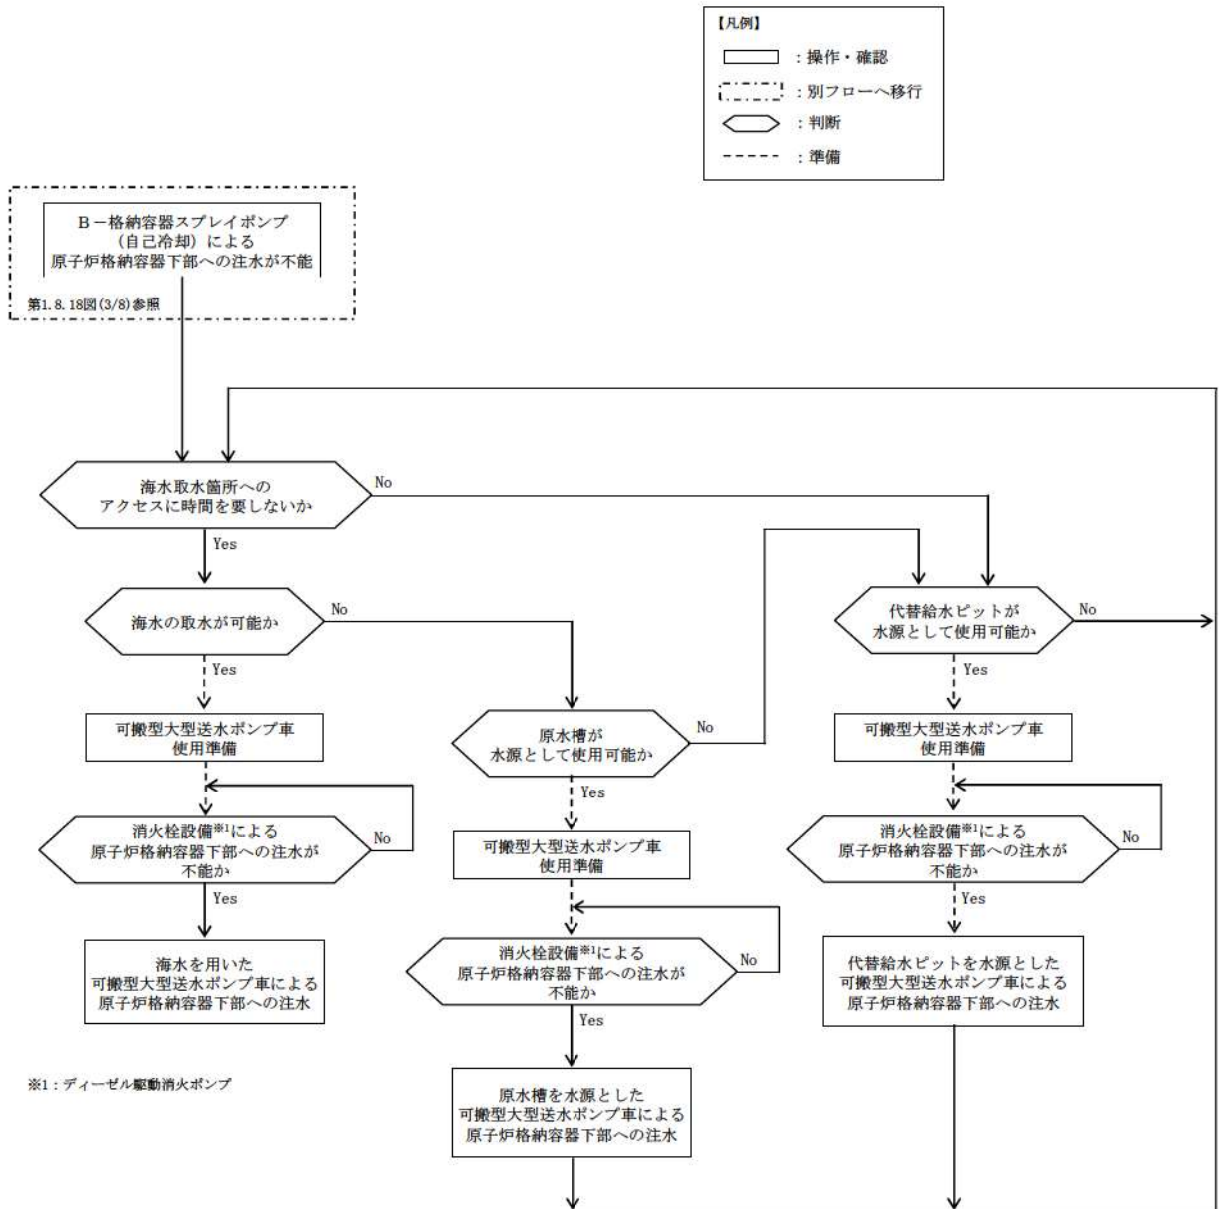 【凡例】
：操作・確認
：別フローへ移行
：判断
：準備
B－格納容器スプレイポンプ
（自己冷却）による
原子炉格納容器下部への注水が不能
第1.8.18図(3/8)参照
海水取水箇所への
アクセスに時間を要しないか
No
Yes
海水の取水が可能か
No
Yes
代替給水ピットが
水源として使用可能か
No
Yes
可搬型大型送水ポンプ車
使用準備
原水槽が
水源として使用可能か
No
Yes
可搬型大型送水ポンプ車
使用準備
消火栓設備※1による
原子炉格納容器下部への注水が
不能か
No
Yes
可搬型大型送水ポンプ車
使用準備
消火栓設備※1による
原子炉格納容器下部への注水が
不能か
No
Yes
海水を用いた
可搬型大型送水ポンプ車による
原子炉格納容器下部への注水
消火栓設備※1による
原子炉格納容器下部への注水が
不能か
No
Yes
代替給水ピットを水源とした
可搬型大型送水ポンプ車による
原子炉格納容器下部への注水
※1：ディーゼル駆動消火ポンプ
原水槽を水源とした
可搬型大型送水ポンプ車による
原子炉格納容器下部への注水